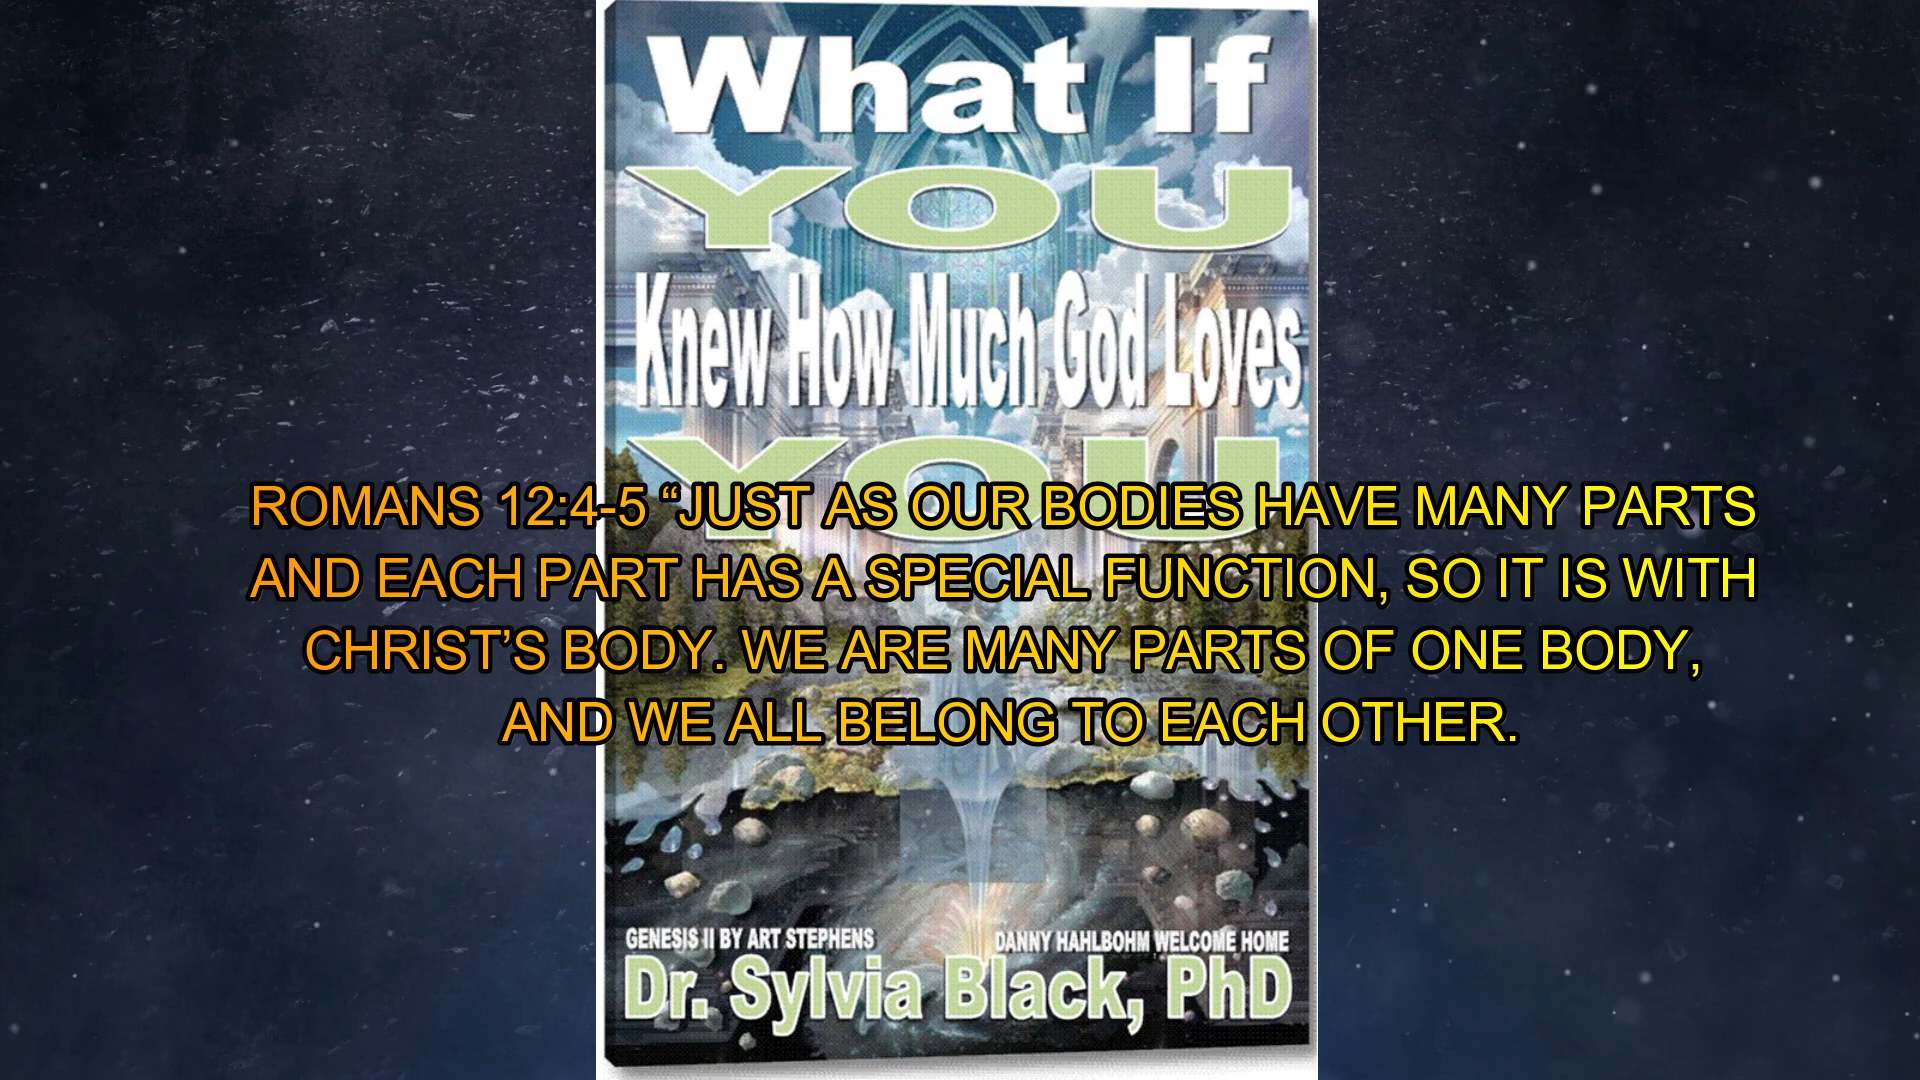 What If
YOU
Knew How Much God Loves
YOU
ROMANS 12:4-5 “JUST AS OUR BODIES HAVE MANY PARTS
AND EACH PART HAS A SPECIAL FUNCTION, SO IT IS WITH
CHRIST’S BODY. WE ARE MANY PARTS OF ONE BODY,
AND WE ALL BELONG TO EACH OTHER.
GENESIS II BY ART STEPHENS
DANNY HAHLBOHM WELCOME HOME
Dr. Sylvia Black, PhD